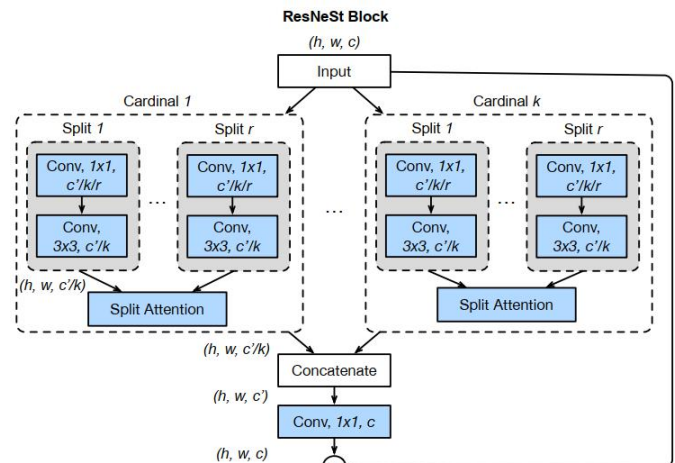 ResNeSt Block
(h, w, c)
Input
Cardinal 1
Cardinal k
Split 1
Split r
Split 1
Split r
Conv, 1x1,
c'/k/r
Conv, 1x1,
c'/k/r
Conv, 1x1,
c'/k/r
Conv, 1x1,
c'/k/r
...
...
...
Conv,
3x3, c'/k
Conv,
3x3, c'/k
Conv,
3x3, c'/k
Conv,
3x3, c'/k
(h, w, c'/k)
Split Attention
Split Attention
(h, w, c'/k)
Concatenate
(h, w, c')
Conv, 1x1, c
(h, w, c)